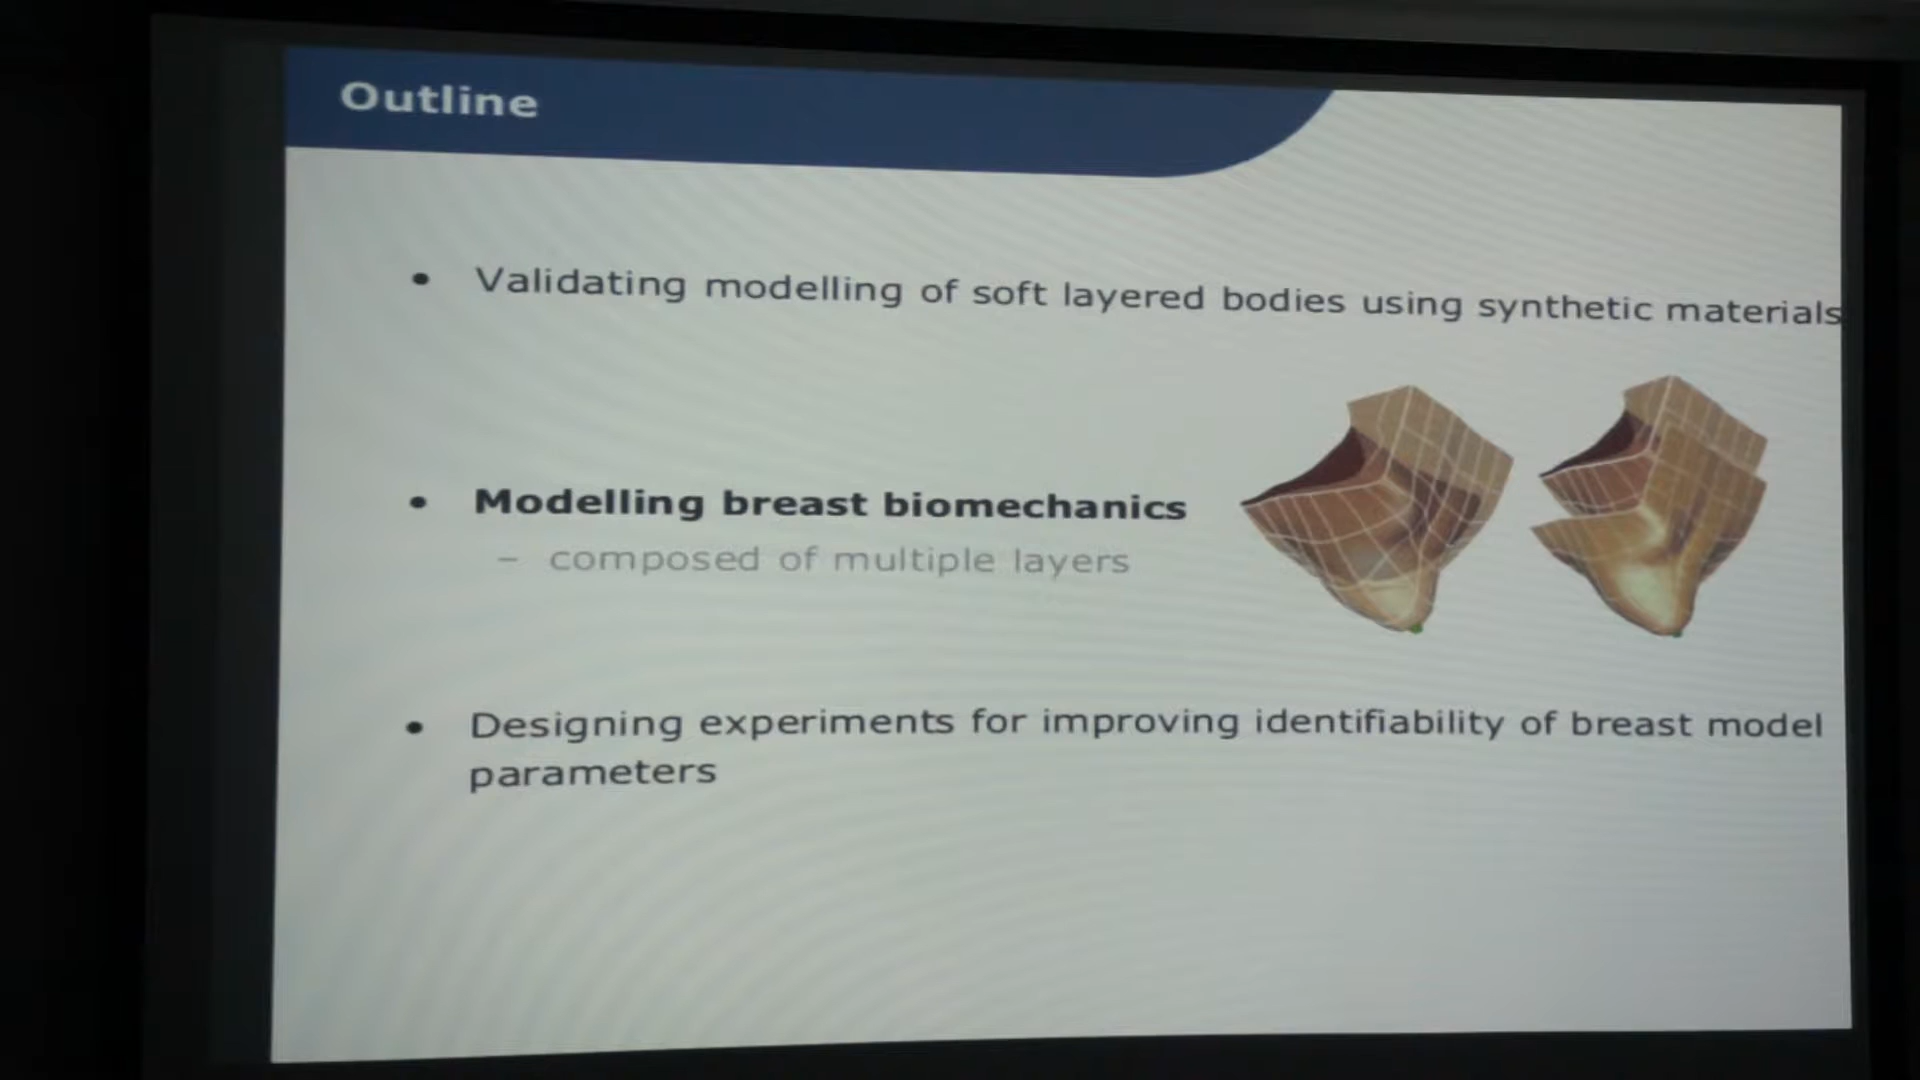 Outline
• Validating modelling of soft layered bodies using synthetic materials
• Modelling breast biomechanics
– composed of multiple layers
• Designing experiments for improving identifiability of breast model
parameters